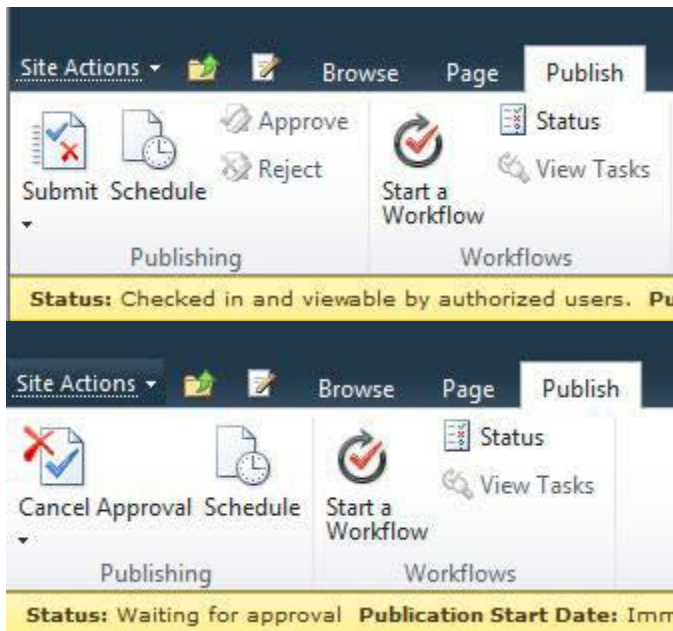 Site Actions Browse Page Publish
Approve Status
Reject View Tasks
Submit Schedule Start a
Workflow
Publishing Workflows
Status: Checked in and viewable by authorized users. Pu
Site Actions Browse Page Publish
Status
View Tasks
Cancel Approval Schedule Start a
Workflow
Publishing Workflows
Status: Waiting for approval Publication Start Date: Imm